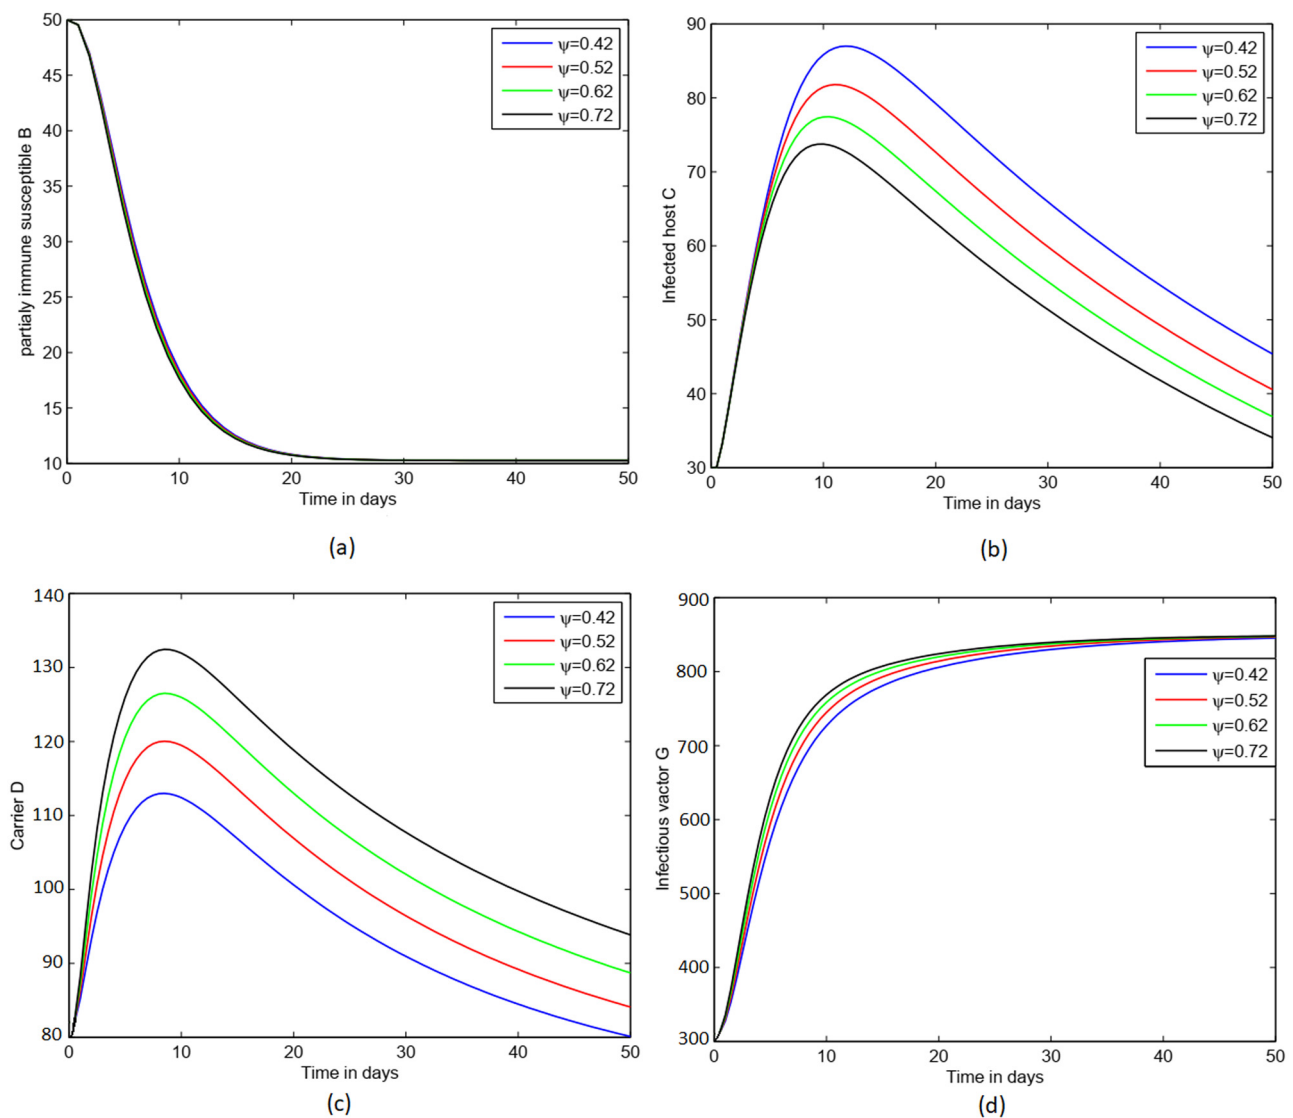 50
45
40
35
30
25
20
15
10
0 10 20 30 40 50
partialy immune susceptible B
Time in days
ψ=0.42
ψ=0.52
ψ=0.62
ψ=0.72
(a)
90
80
70
60
50
40
30
0 10 20 30 40 50
Infected host C
Time in days
ψ=0.42
ψ=0.52
ψ=0.62
ψ=0.72
(b)
140
130
120
110
100
90
80
0 10 20 30 40 50
Carrier D
Time in days
ψ=0.42
ψ=0.52
ψ=0.62
ψ=0.72
(c)
900
800
700
600
500
400
300
0 10 20 30 40 50
Infectious vactor G
Time in days
ψ=0.42
ψ=0.52
ψ=0.62
ψ=0.72
(d)